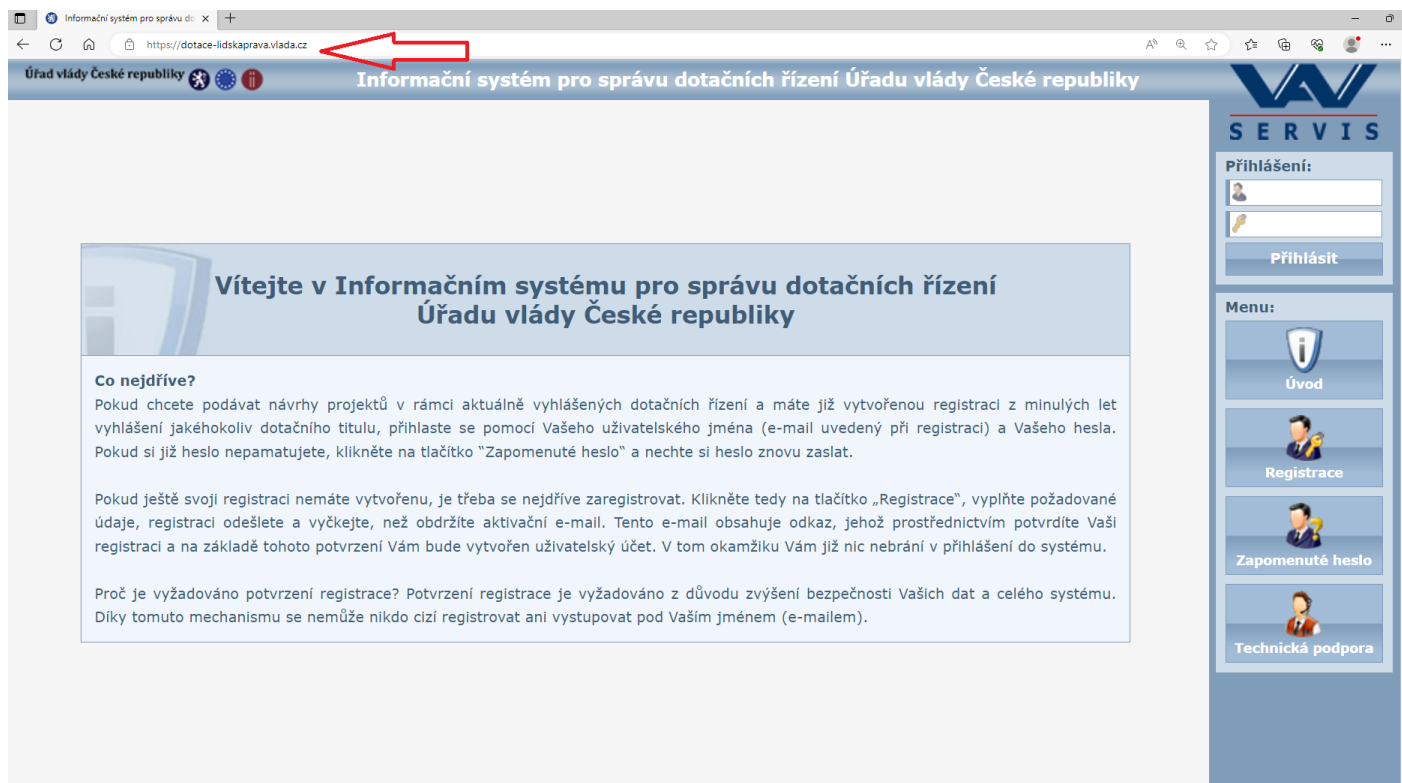 Informační systém pro správu do
https://dotace-lidskaprava.vlada.cz
Úřad vlády České republiky
Informační systém pro správu dotačních řízení Úřadu vlády České republiky
VAV
SERVIS
Přihlášení:
Přihlásit
Menu:
Úvod
Registrace
Zapomenuté heslo
Technická podpora
Vítejte v Informačním systému pro správu dotačních řízení
Úřadu vlády České republiky
Co nejdříve?
Pokud chcete podávat návrhy projektů v rámci aktuálně vyhlášených dotačních řízení a máte již vytvořenou registraci z minulých let
vyhlášení jakéhokoliv dotačního titulu, přihlaste se pomocí Vašeho uživatelského jména (e-mail uvedený při registraci) a Vašeho hesla.
Pokud si již heslo nepamatujete, klikněte na tlačítko "Zapomenuté heslo" a nechte si heslo znovu zaslat.
Pokud ještě svoji registraci nemáte vytvořenu, je třeba se nejdříve zaregistrovat. Klikněte tedy na tlačítko „Registrace“, vyplňte požadované
údaje, registraci odešlete a vyčkejte, než obdržíte aktivační e-mail. Tento e-mail obsahuje odkaz, jehož prostřednictvím potvrdíte Vaši
registraci a na základě tohoto potvrzení Vám bude vytvořen uživatelský účet. V tom okamžiku Vám již nic nebrání v přihlášení do systému.
Proč je vyžadováno potvrzení registrace? Potvrzení registrace je vyžadováno z důvodu zvýšení bezpečnosti Vašich dat a celého systému.
Díky tomuto mechanismu se nemůže nikdo cizí registrovat ani vystupovat pod Vaším jménem (e-mailem).